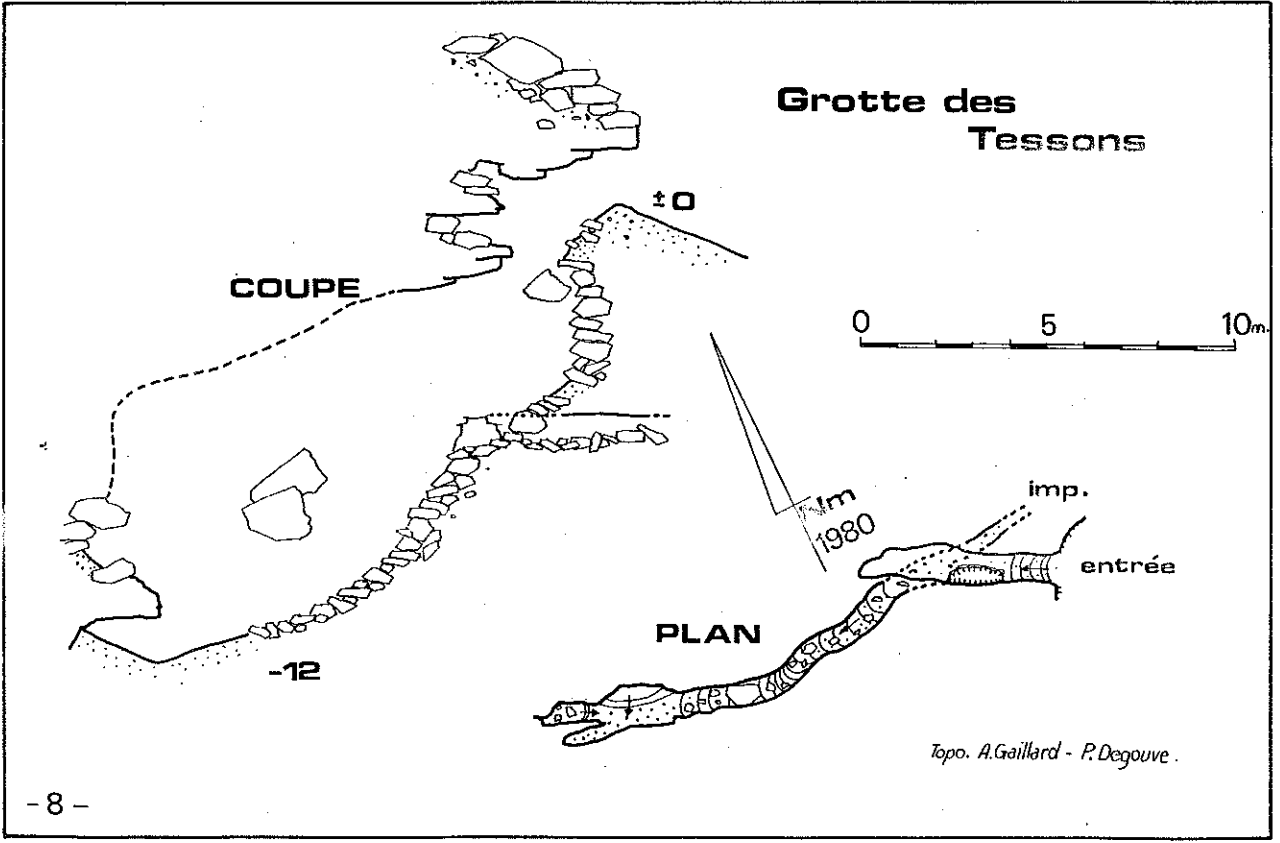 Grotte des
Tessons
±0
COUPE
0 5 10m.
Nm
1980
imp.
entrée
PLAN
-12
Topo. A.Gaillard - P.Degouve.
- 8 -